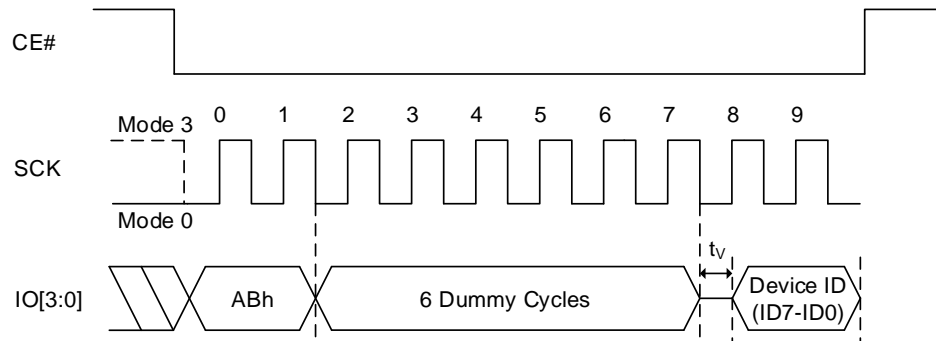 CE#
0 1 2 3 4 5 6 7 8 9
Mode 3
SCK
Mode 0
tV
IO[3:0]
ABh
6 Dummy Cycles
Device ID
(ID7-ID0)